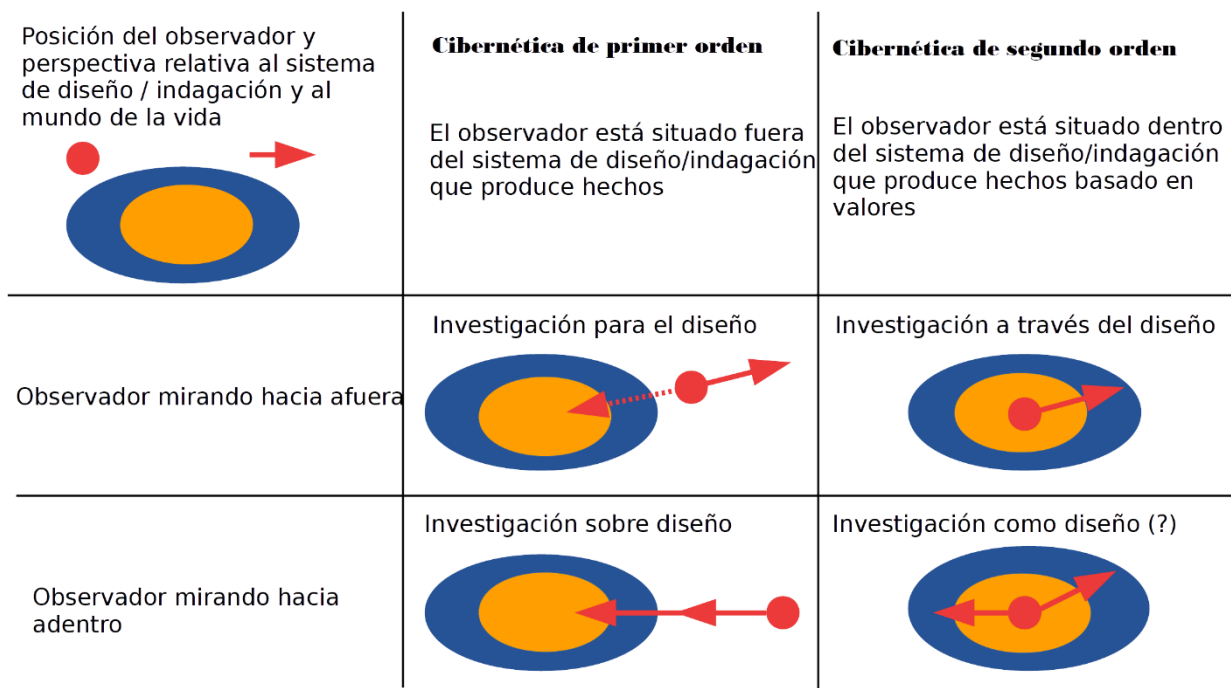 Posición del observador y
perspectiva relativa al sistema
de diseño / indagación y al
mundo de la vida
Cibernética de primer orden
El observador está situado fuera
del sistema de diseño/indagación
que produce hechos
Cibernética de segundo orden
El observador está situado dentro
del sistema de diseño/indagación
que produce hechos basado en
valores
Observador mirando hacia afuera
Investigación para el diseño
Investigación a través del diseño
Observador mirando hacia
adentro
Investigación sobre diseño
Investigación como diseño (?)